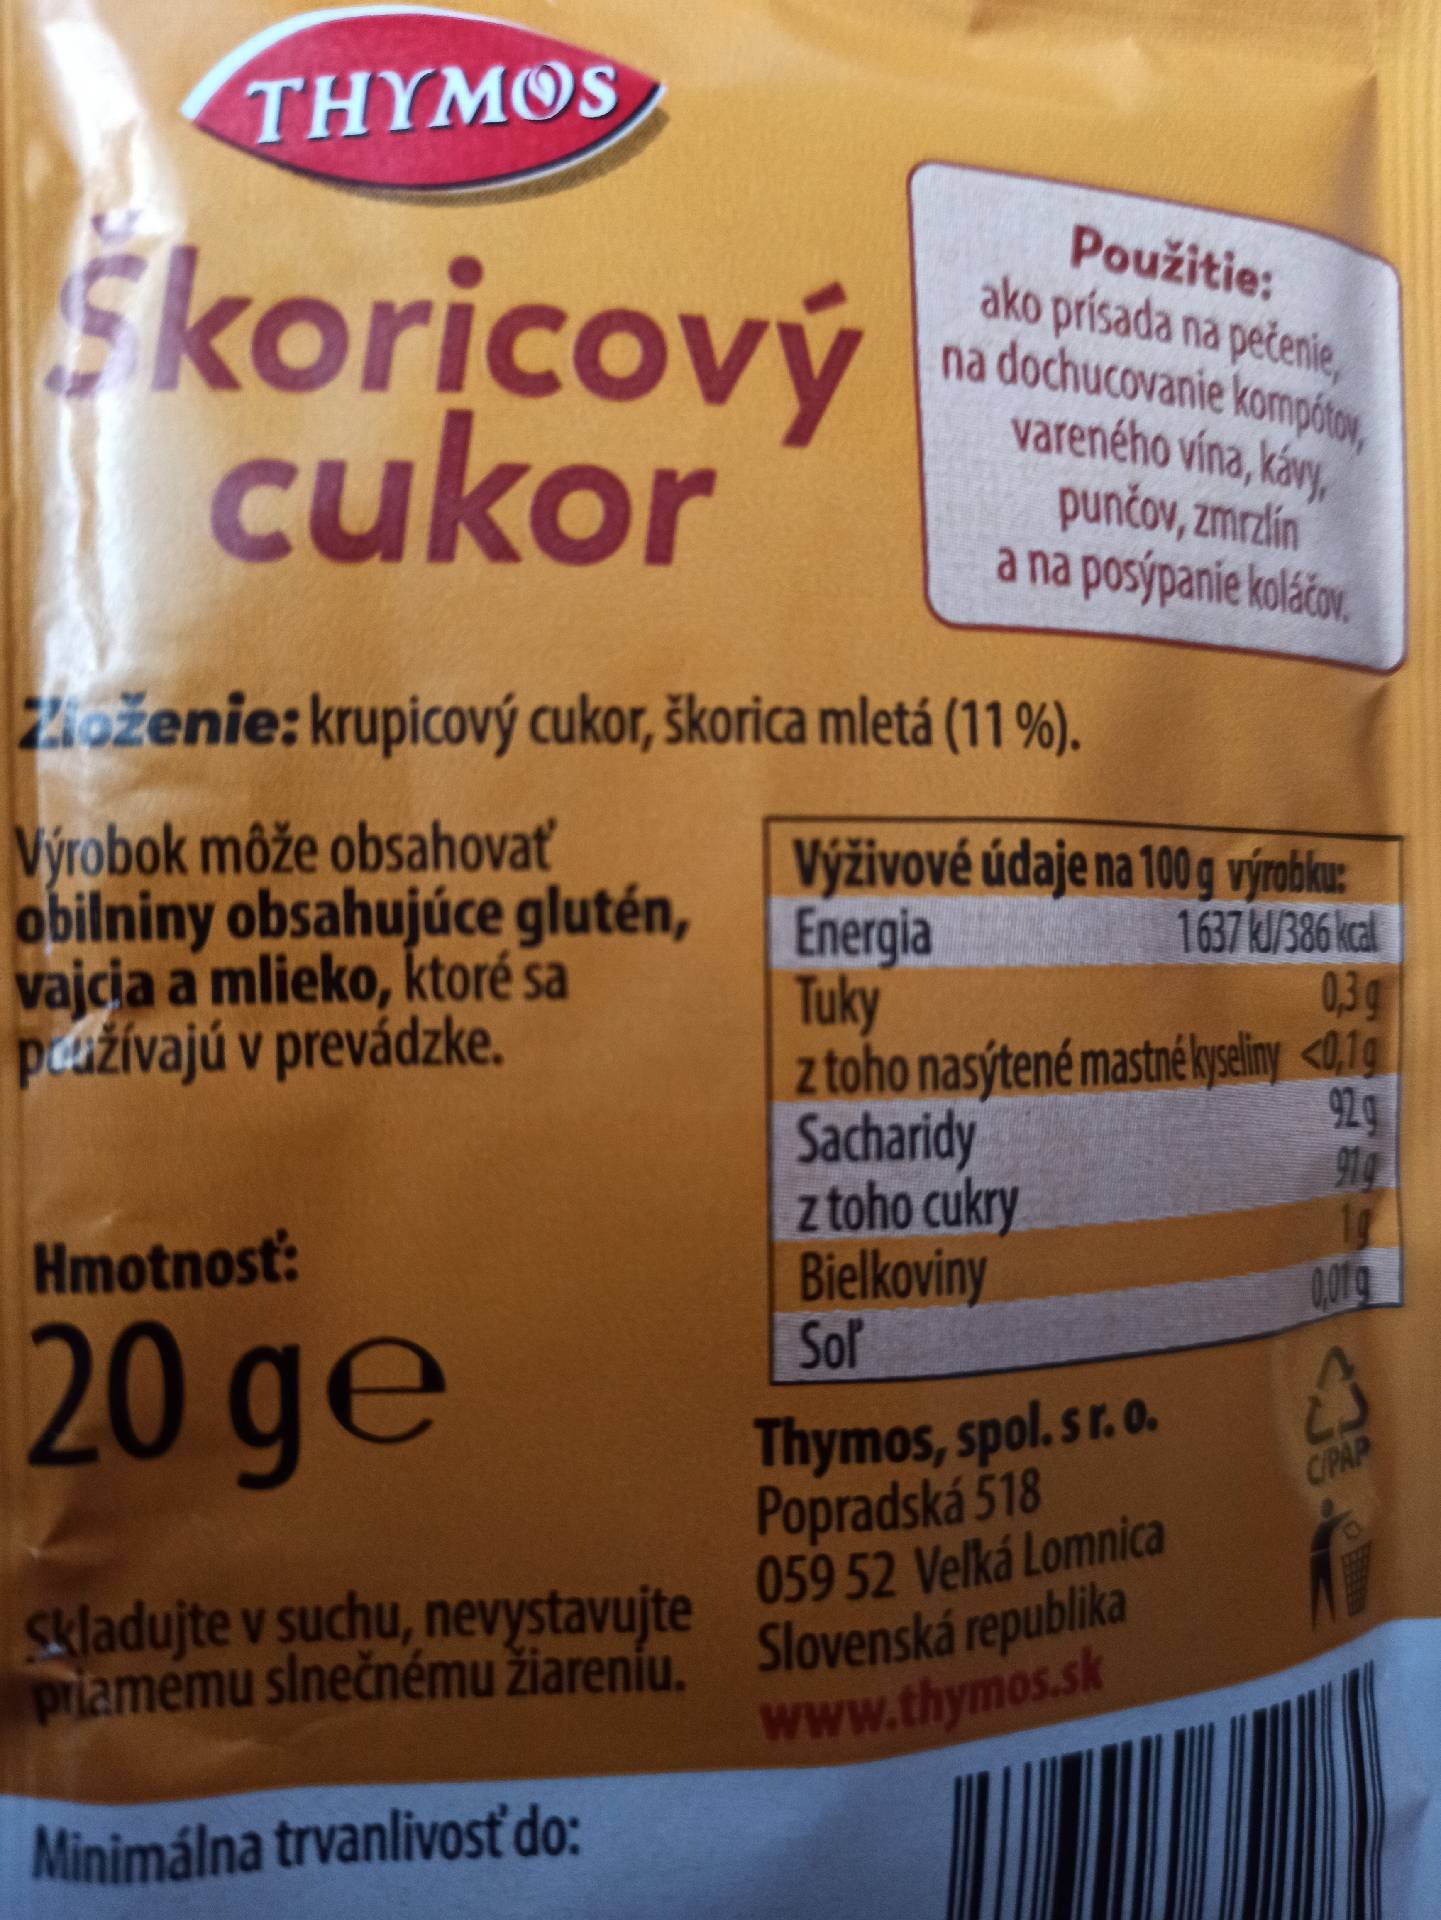 THYMOS
Škoricový
cukor
Použitie:
ako prísada na pečenie,
na dochucovanie kompótov,
vareného vína, kávy,
punčov, zmrzlín
a na posýpanie koláčov.
Zloženie: krupicový cukor, škorica mletá (11 %).
Výrobok môže obsahovať
obilniny obsahujúce glutén,
vajcia a mlieko, ktoré sa
používajú v prevádzke.
Hmotnosť:
20 g e
Skladujte v suchu, nevystavujte
priamemu slnečnému žiareniu.
Výživové údaje na 100 g výrobku:
Energia 1 637 kJ/386 kcal
Tuky 0,3 g
z toho nasýtené mastné kyseliny <0,1 g
Sacharidy 92 g
z toho cukry 91 g
Bielkoviny 1 g
Soľ 0,01 g
Thymos, spol. s r. o.
Popradská 518
059 52 Veľká Lomnica
Slovenská republika
www.thymos.sk
C/PAP
Minimálna trvanlivosť do: